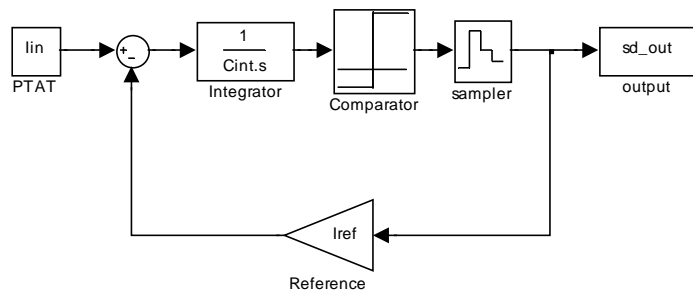 Iin
PTAT
+
−
1
Cint.s
Integrator
Comparator
sampler
sd_out
output
Iref
Reference